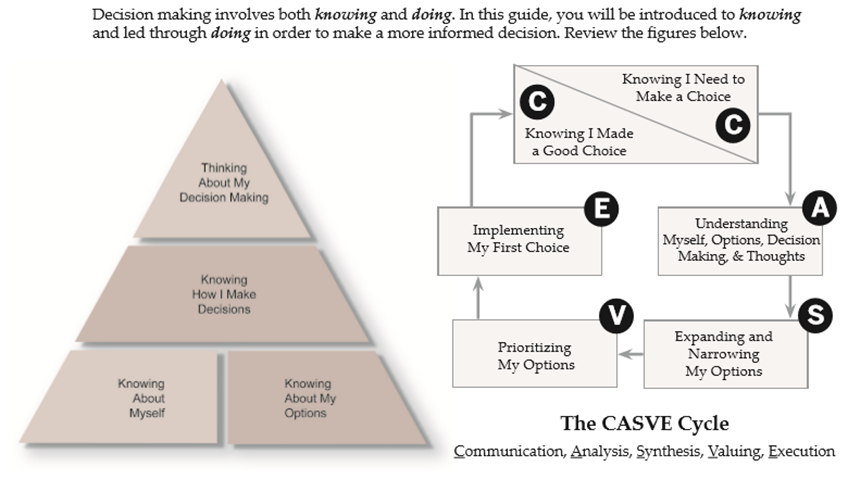 Decision making involves both knowing and doing. In this guide, you will be introduced to knowing
and led through doing in order to make a more informed decision. Review the figures below.
Thinking
About My
Decision Making
Knowing
How I Make
Decisions
Knowing
About
Myself
Knowing
About My
Options
Knowing I Need to
Make a Choice
C
C
Knowing I Made
a Good Choice
A
Understanding
Myself, Options, Decision
Making, & Thoughts
S
Expanding and
Narrowing
My Options
V
Prioritizing
My Options
E
Implementing
My First Choice
The CASVE Cycle
Communication, Analysis, Synthesis, Valuing, Execution